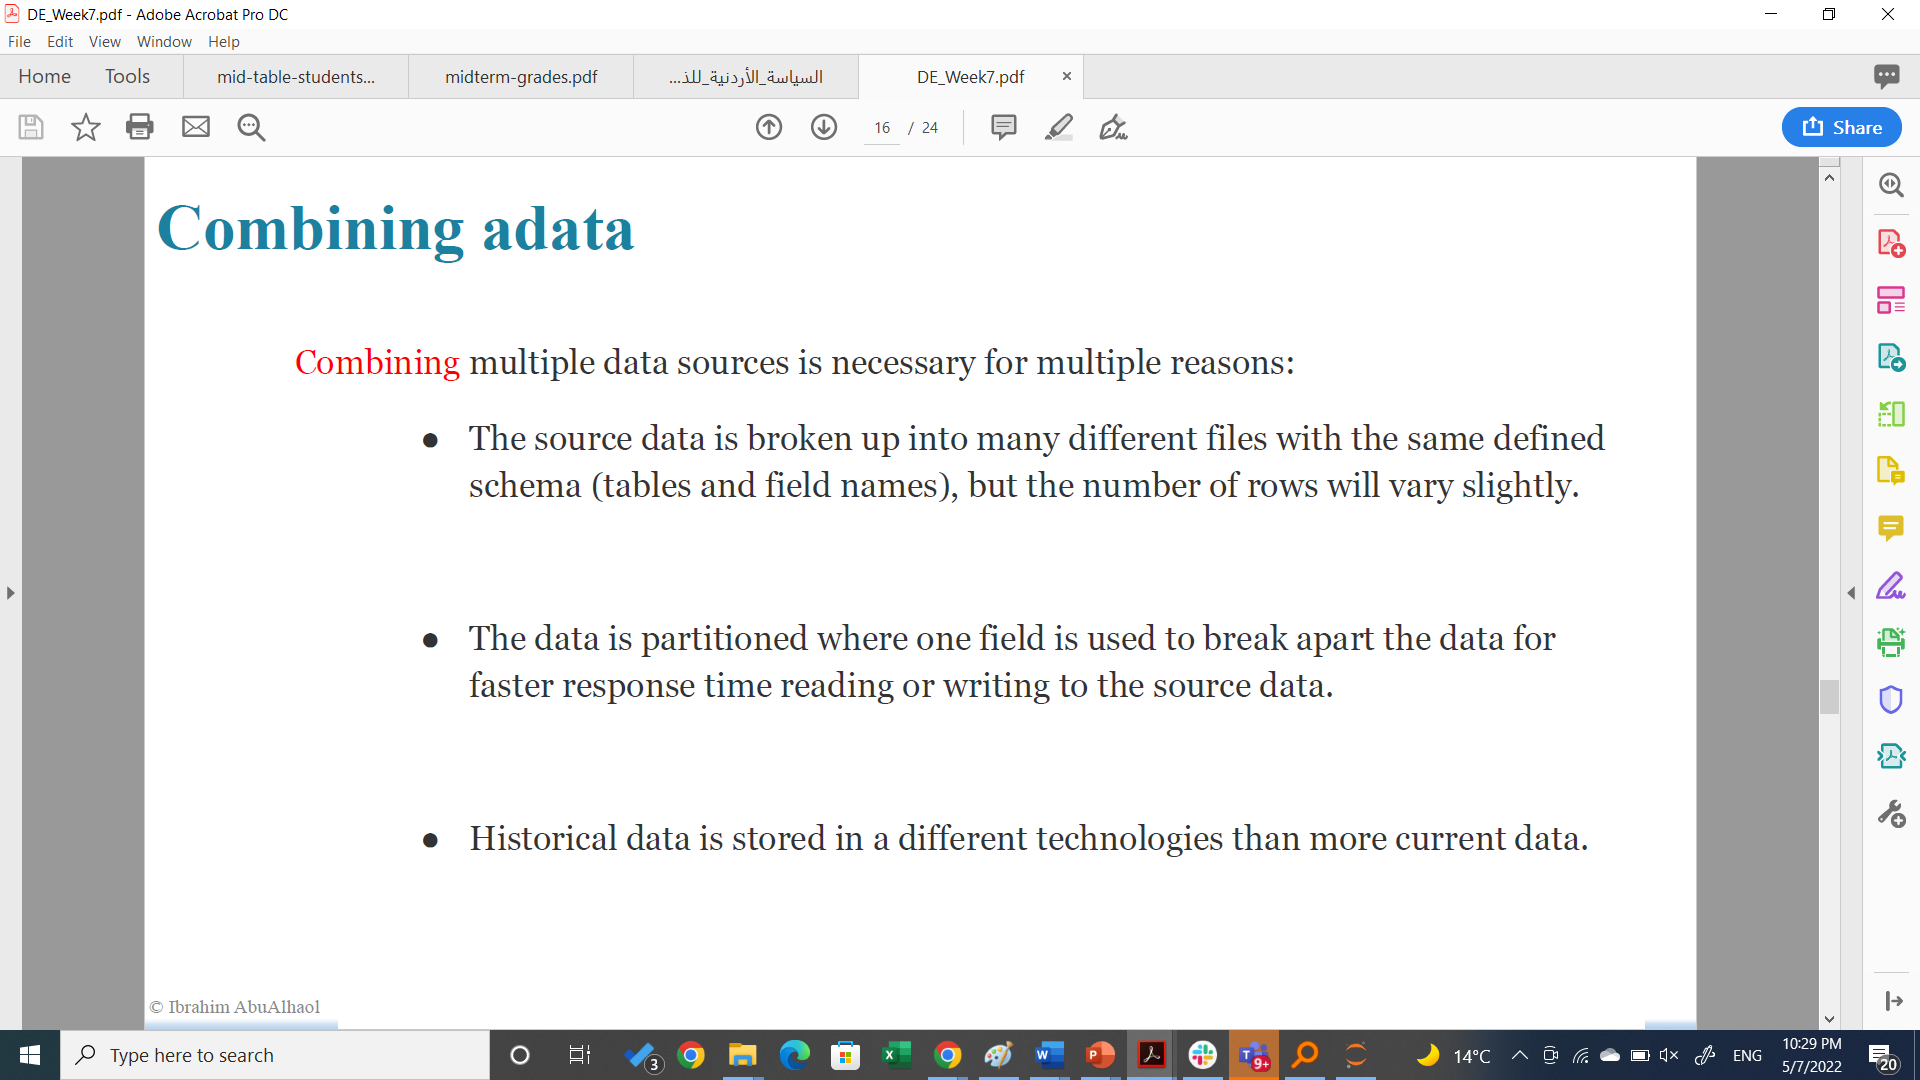 DE_Week7.pdf - Adobe Acrobat Pro DC
File Edit View Window Help
Home Tools mid-table-students... midterm-grades.pdf السياسة_الأردنية_للذ... DE_Week7.pdf ×
16 / 24 Share
Combining adata
Combining multiple data sources is necessary for multiple reasons:
● The source data is broken up into many different files with the same defined
schema (tables and field names), but the number of rows will vary slightly.
● The data is partitioned where one field is used to break apart the data for
faster response time reading or writing to the source data.
● Historical data is stored in a different technologies than more current data.
© Ibrahim AbuAlhaol
Type here to search 3 9+ 14°C ENG 10:29 PM
5/7/2022 20